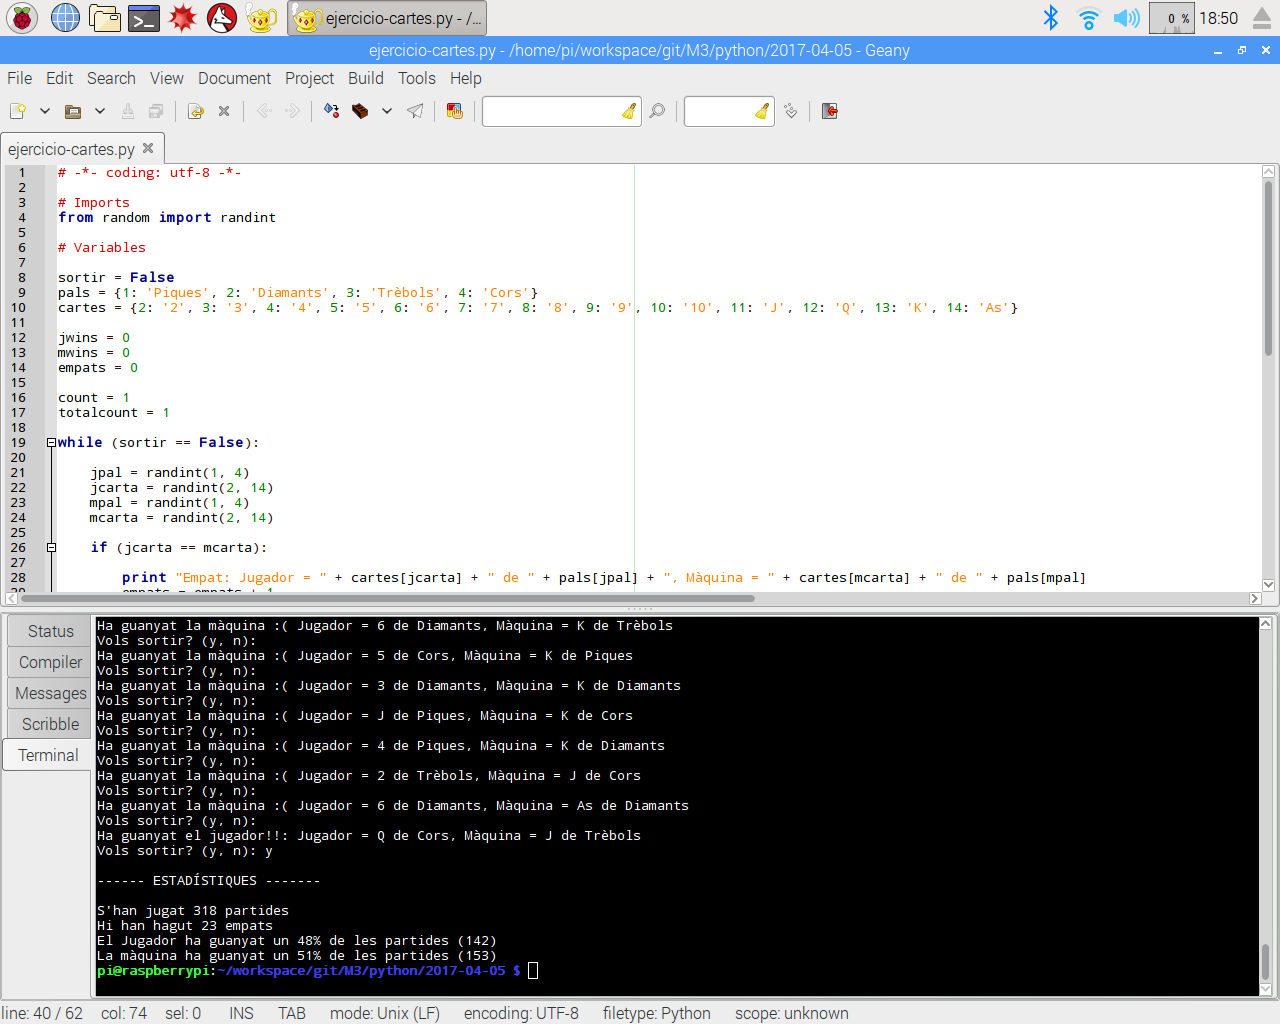 ejercicio-cartes.py - /...
0 %
18:50
ejercicio-cartes.py - /home/pi/workspace/git/M3/python/2017-04-05 - Geany
File Edit Search View Document Project Build Tools Help
ejercicio-cartes.py
1 # -*- coding: utf-8 -*-
2
3 # Imports
4 from random import randint
5
6 # Variables
7
8 sortir = False
9 pals = {1: 'Piques', 2: 'Diamants', 3: 'Trèbols', 4: 'Cors'}
10 cartes = {2: '2', 3: '3', 4: '4', 5: '5', 6: '6', 7: '7', 8: '8', 9: '9', 10: '10', 11: 'J', 12: 'Q', 13: 'K', 14: 'As'}
11
12 jwins = 0
13 mwins = 0
14 empats = 0
15
16 count = 1
17 totalcount = 1
18
19 while (sortir == False):
20
21 jpal = randint(1, 4)
22 jcarta = randint(2, 14)
23 mpal = randint(1, 4)
24 mcarta = randint(2, 14)
25
26 if (jcarta == mcarta):
27
28 print "Empat: Jugador = " + cartes[jcarta] + " de " + pals[jpal] + ", Màquina = " + cartes[mcarta] + " de " + pals[mpal]
29 empats = empats + 1
Status
Compiler
Messages
Scribble
Terminal
Ha guanyat la màquina :( Jugador = 6 de Diamants, Màquina = K de Trèbols
Vols sortir? (y, n):
Ha guanyat la màquina :( Jugador = 5 de Cors, Màquina = K de Piques
Vols sortir? (y, n):
Ha guanyat la màquina :( Jugador = 3 de Diamants, Màquina = K de Diamants
Vols sortir? (y, n):
Ha guanyat la màquina :( Jugador = J de Piques, Màquina = K de Cors
Vols sortir? (y, n):
Ha guanyat la màquina :( Jugador = 4 de Piques, Màquina = K de Diamants
Vols sortir? (y, n):
Ha guanyat la màquina :( Jugador = 2 de Trèbols, Màquina = J de Cors
Vols sortir? (y, n):
Ha guanyat la màquina :( Jugador = 6 de Diamants, Màquina = As de Diamants
Vols sortir? (y, n):
Ha guanyat el jugador!!: Jugador = Q de Cors, Màquina = J de Trèbols
Vols sortir? (y, n): y
------ ESTADÍSTIQUES -------
S'han jugat 318 partides
Hi han hagut 23 empats
El Jugador ha guanyat un 48% de les partides (142)
La màquina ha guanyat un 51% de les partides (153)
pi@raspberrypi:~/workspace/git/M3/python/2017-04-05 $
line: 40 / 62 col: 74 sel: 0 INS TAB mode: Unix (LF) encoding: UTF-8 filetype: Python scope: unknown